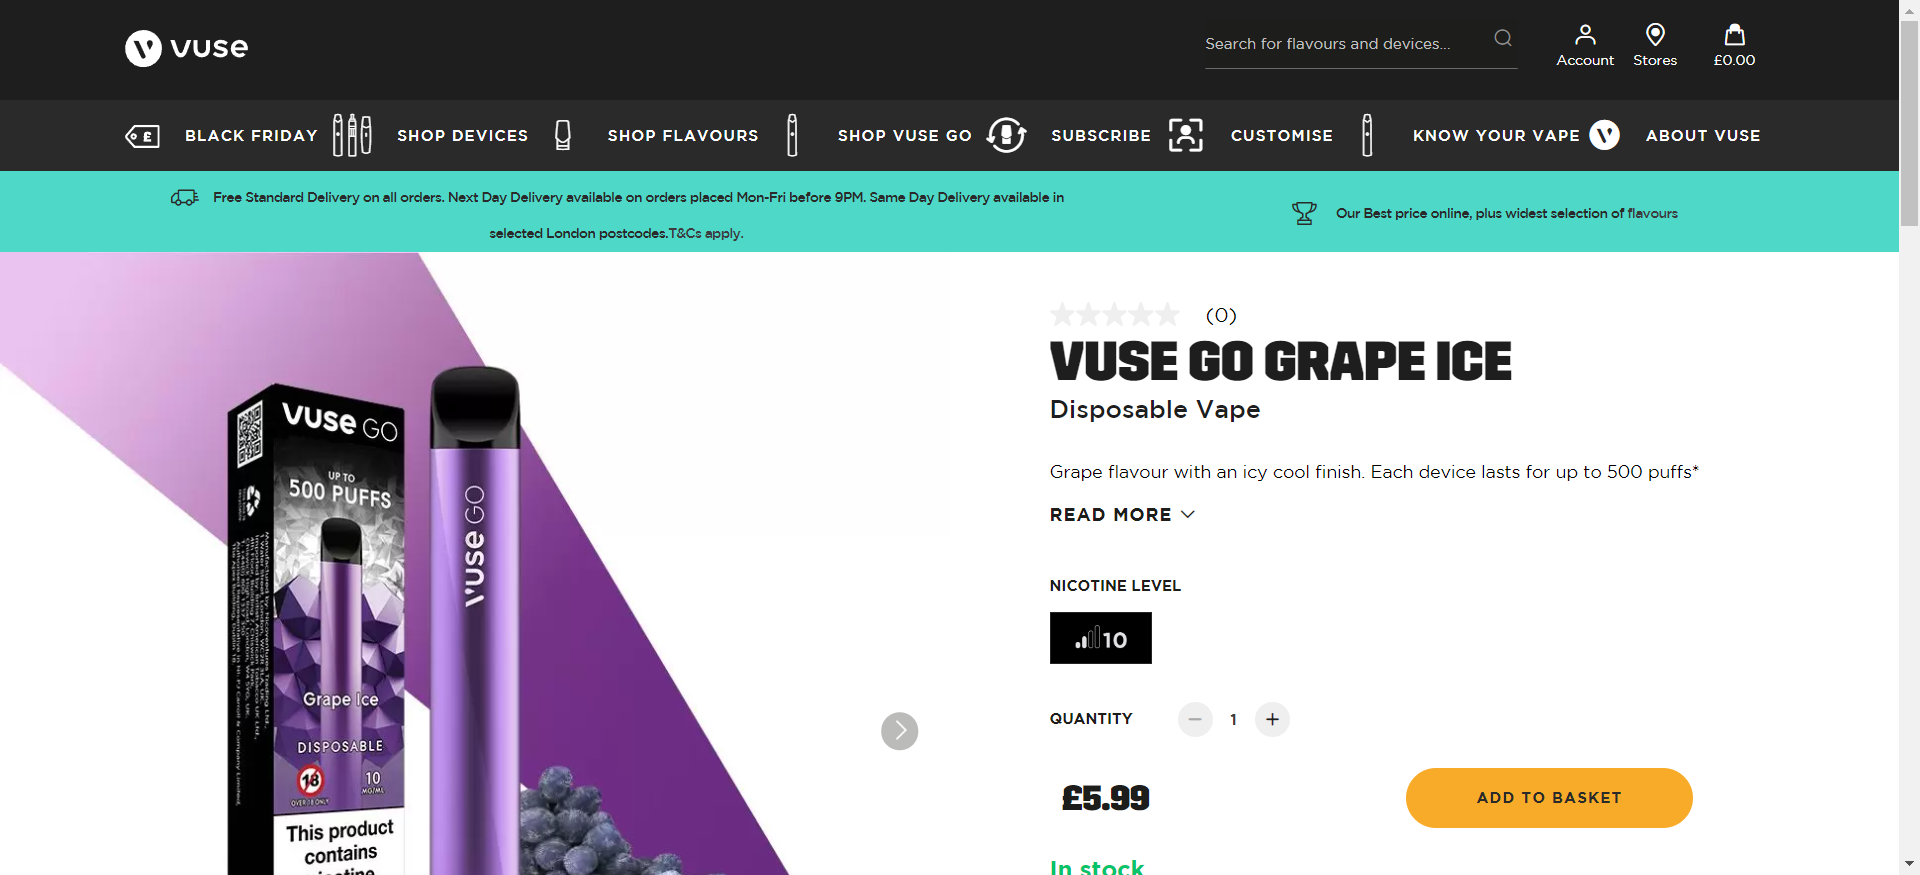 vuse
Search for flavours and devices...
Account
Stores
£0.00
BLACK FRIDAY
SHOP DEVICES
SHOP FLAVOURS
SHOP VUSE GO
SUBSCRIBE
CUSTOMISE
KNOW YOUR VAPE
ABOUT VUSE
Free Standard Delivery on all orders. Next Day Delivery available on orders placed Mon-Fri before 9PM. Same Day Delivery available in
selected London postcodes.T&Cs apply.
Our Best price online, plus widest selection of flavours
vuse GO
UP TO
500 PUFFS
Grape Ice
DISPOSABLE
18
OVER 18 ONLY
10
MG/ML
This product
contains
vuse GO
(0)
VUSE GO GRAPE ICE
Disposable Vape
Grape flavour with an icy cool finish. Each device lasts for up to 500 puffs*
READ MORE
NICOTINE LEVEL
10
QUANTITY
1
£5.99
ADD TO BASKET
In stock